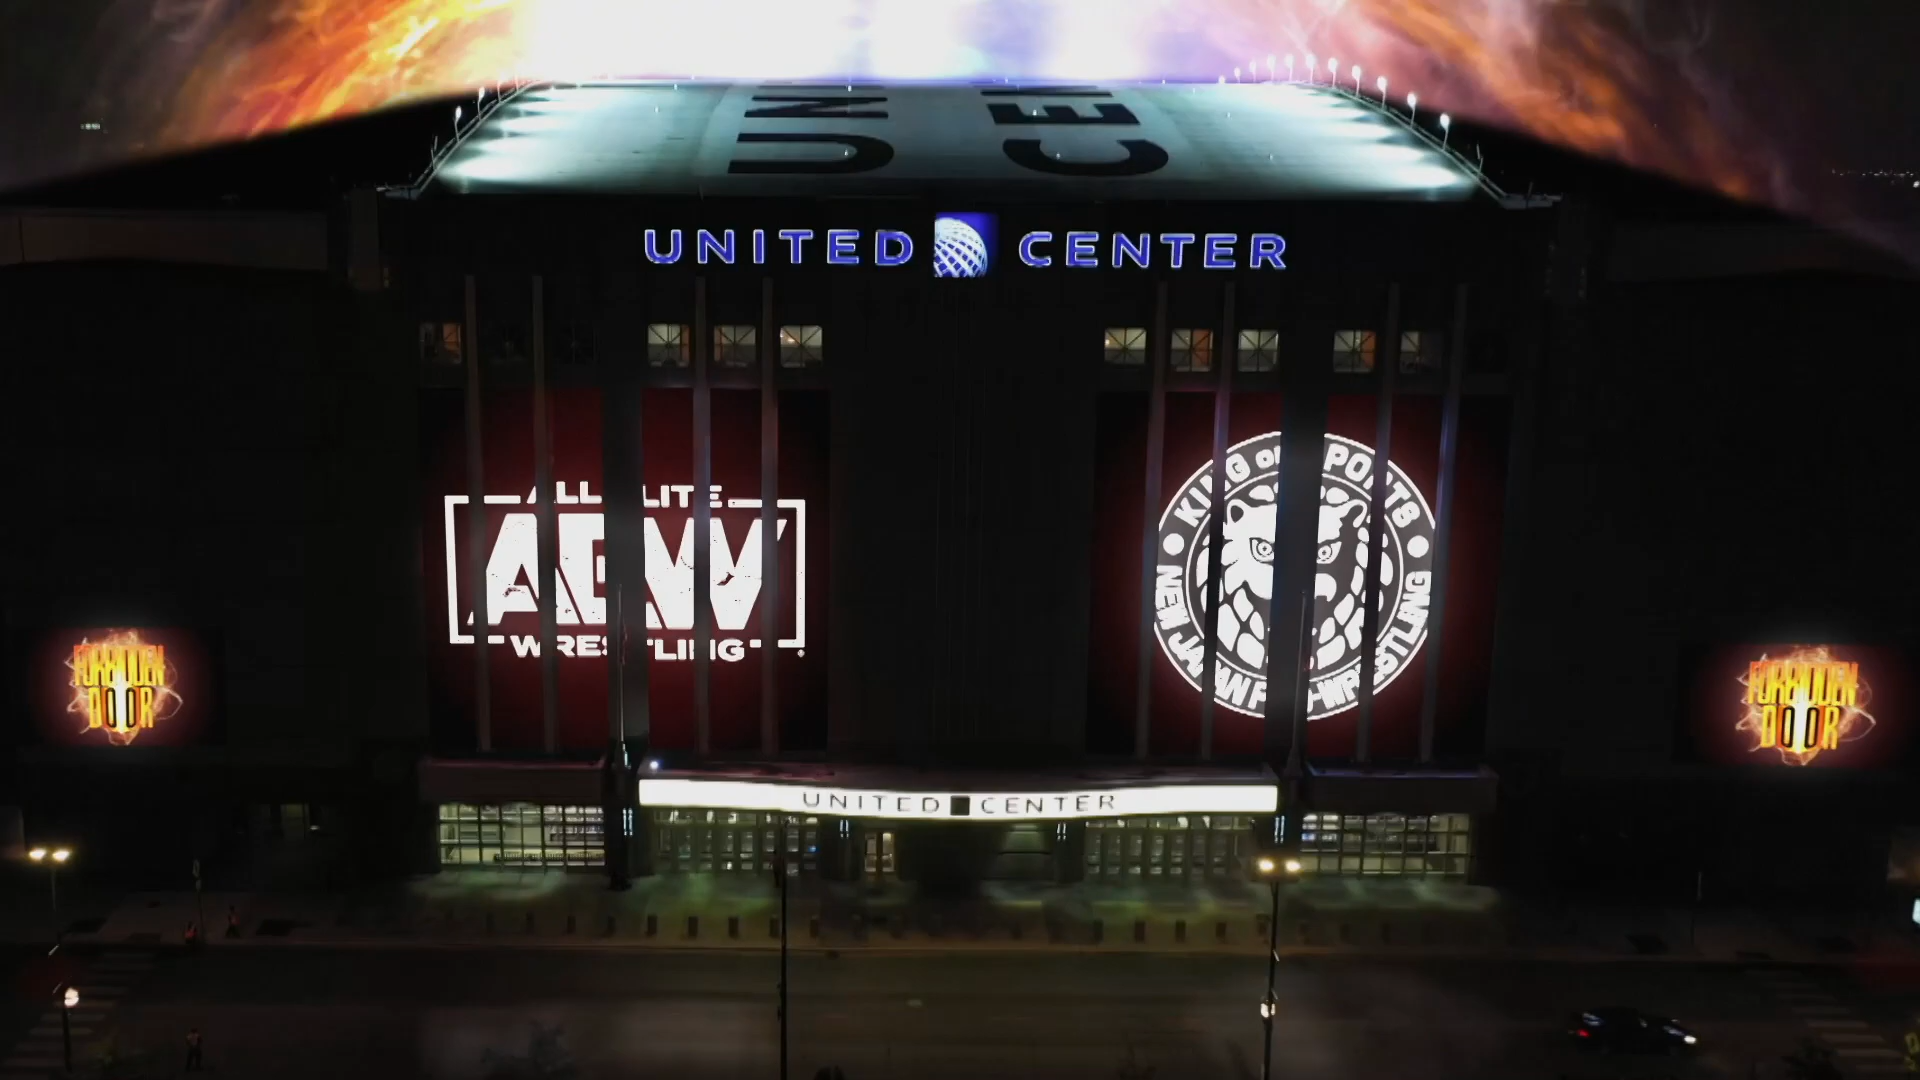 UN
CE
UNITED CENTER
ALL ELITE
AEW
WRESTLING
KING OF SPORTS
NEW JAPAN PRO-WRESTLING
FORBIDDEN
DOOR
FORBIDDEN
DOOR
UNITED CENTER